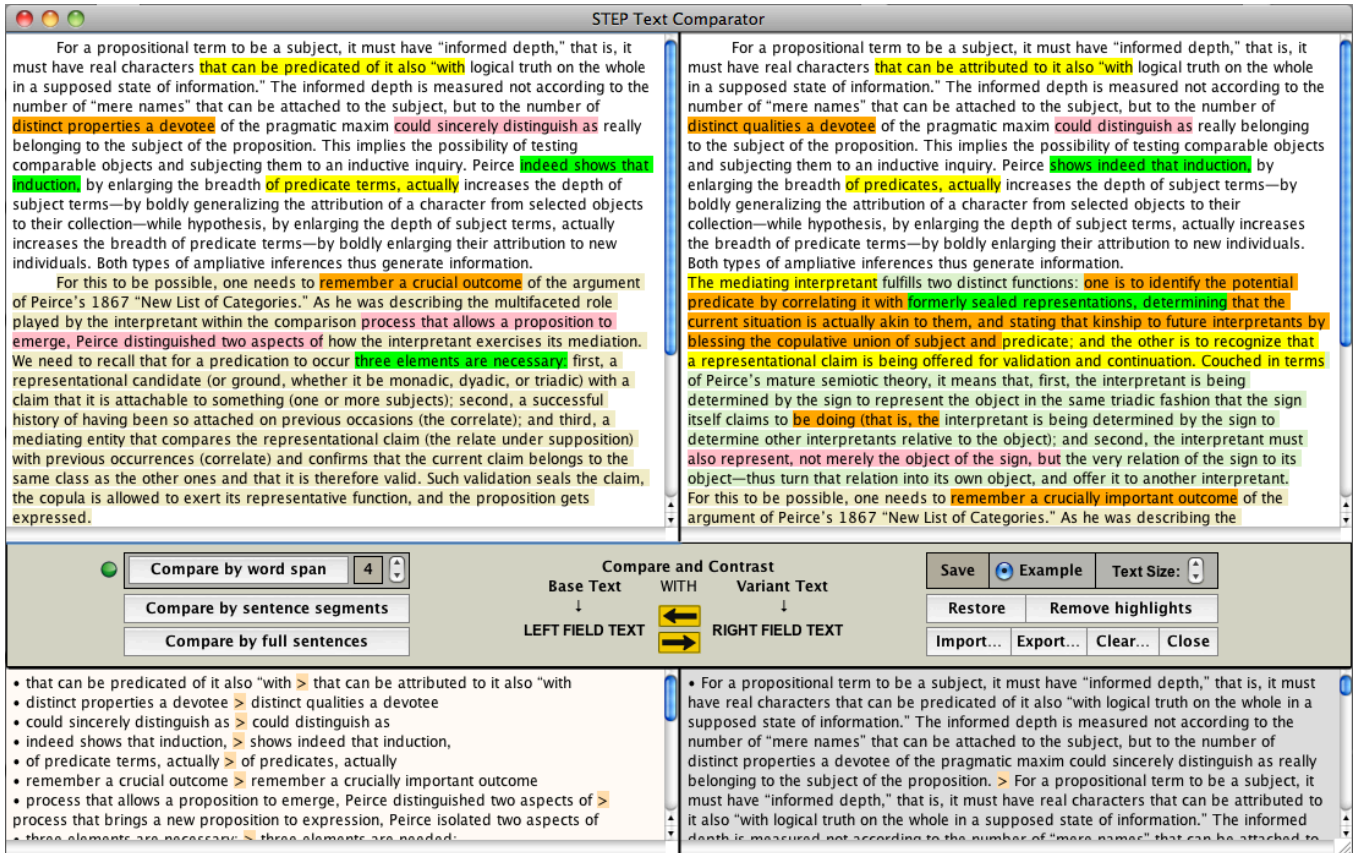 STEP Text Comparator
For a propositional term to be a subject, it must have “informed depth,” that is, it
must have real characters that can be predicated of it also “with logical truth on the whole
in a supposed state of information.” The informed depth is measured not according to the
number of “mere names” that can be attached to the subject, but to the number of
distinct properties a devotee of the pragmatic maxim could sincerely distinguish as really
belonging to the subject of the proposition. This implies the possibility of testing
comparable objects and subjecting them to an inductive inquiry. Peirce indeed shows that
induction, by enlarging the breadth of predicate terms, actually increases the depth of
subject terms—by boldly generalizing the attribution of a character from selected objects
to their collection—while hypothesis, by enlarging the depth of subject terms, actually
increases the breadth of predicate terms—by boldly enlarging their attribution to new
individuals. Both types of ampliative inferences thus generate information.
For this to be possible, one needs to remember a crucial outcome of the argument
of Peirce's 1867 “New List of Categories.” As he was describing the multifaceted role
played by the interpretant within the comparison process that allows a proposition to
emerge, Peirce distinguished two aspects of how the interpretant exercises its mediation.
We need to recall that for a predication to occur three elements are necessary: first, a
representational candidate (or ground, whether it be monadic, dyadic, or triadic) with a
claim that it is attachable to something (one or more subjects); second, a successful
history of having been so attached on previous occasions (the correlate); and third, a
mediating entity that compares the representational claim (the relate under supposition)
with previous occurrences (correlate) and confirms that the current claim belongs to the
same class as the other ones and that it is therefore valid. Such validation seals the claim,
the copula is allowed to exert its representative function, and the proposition gets
expressed.
For a propositional term to be a subject, it must have “informed depth,” that is, it
must have real characters that can be attributed to it also “with logical truth on the whole
in a supposed state of information.” The informed depth is measured not according to the
number of “mere names” that can be attached to the subject, but to the number of
distinct qualities a devotee of the pragmatic maxim could distinguish as really belonging
to the subject of the proposition. This implies the possibility of testing comparable objects
and subjecting them to an inductive inquiry. Peirce shows indeed that induction, by
enlarging the breadth of predicates, actually increases the depth of subject terms—by
boldly generalizing the attribution of a character from selected objects to their
collection—while hypothesis, by enlarging the depth of subject terms, actually increases
the breadth of predicate terms—by boldly enlarging their attribution to new individuals.
Both types of ampliative inferences thus generate information.
The mediating interpretant fulfills two distinct functions: one is to identify the potential
predicate by correlating it with formerly sealed representations, determining that the
current situation is actually akin to them, and stating that kinship to future interpretants by
blessing the copulative union of subject and predicate; and the other is to recognize that
a representational claim is being offered for validation and continuation. Couched in terms
of Peirce's mature semiotic theory, it means that, first, the interpretant is being
determined by the sign to represent the object in the same triadic fashion that the sign
itself claims to be doing (that is, the interpretant is being determined by the sign to
determine other interpretants relative to the object); and second, the interpretant must
also represent, not merely the object of the sign, but the very relation of the sign to its
object—thus turn that relation into its own object, and offer it to another interpretant.
For this to be possible, one needs to remember a crucially important outcome of the
argument of Peirce's 1867 “New List of Categories.” As he was describing the
Compare by word span 4
Compare by sentence segments
Compare by full sentences
Compare and Contrast
Base Text WITH Variant Text
↓ ↓
LEFT FIELD TEXT RIGHT FIELD TEXT
Save Example Text Size:
Restore Remove highlights
Import... Export... Clear... Close
• that can be predicated of it also “with > that can be attributed to it also “with
• distinct properties a devotee > distinct qualities a devotee
• could sincerely distinguish as > could distinguish as
• indeed shows that induction, > shows indeed that induction,
• of predicate terms, actually > of predicates, actually
• remember a crucial outcome > remember a crucially important outcome
• process that allows a proposition to emerge, Peirce distinguished two aspects of >
process that brings a new proposition to expression, Peirce isolated two aspects of
• three elements are necessary: > three elements are needed:
• For a propositional term to be a subject, it must have “informed depth,” that is, it must
have real characters that can be predicated of it also “with logical truth on the whole in a
supposed state of information.” The informed depth is measured not according to the
number of “mere names” that can be attached to the subject, but to the number of
distinct properties a devotee of the pragmatic maxim could sincerely distinguish as really
belonging to the subject of the proposition. > For a propositional term to be a subject, it
must have “informed depth,” that is, it must have real characters that can be attributed to
it also “with logical truth on the whole in a supposed state of information.” The informed
depth is measured not according to the number of “mere names” that can be attached to